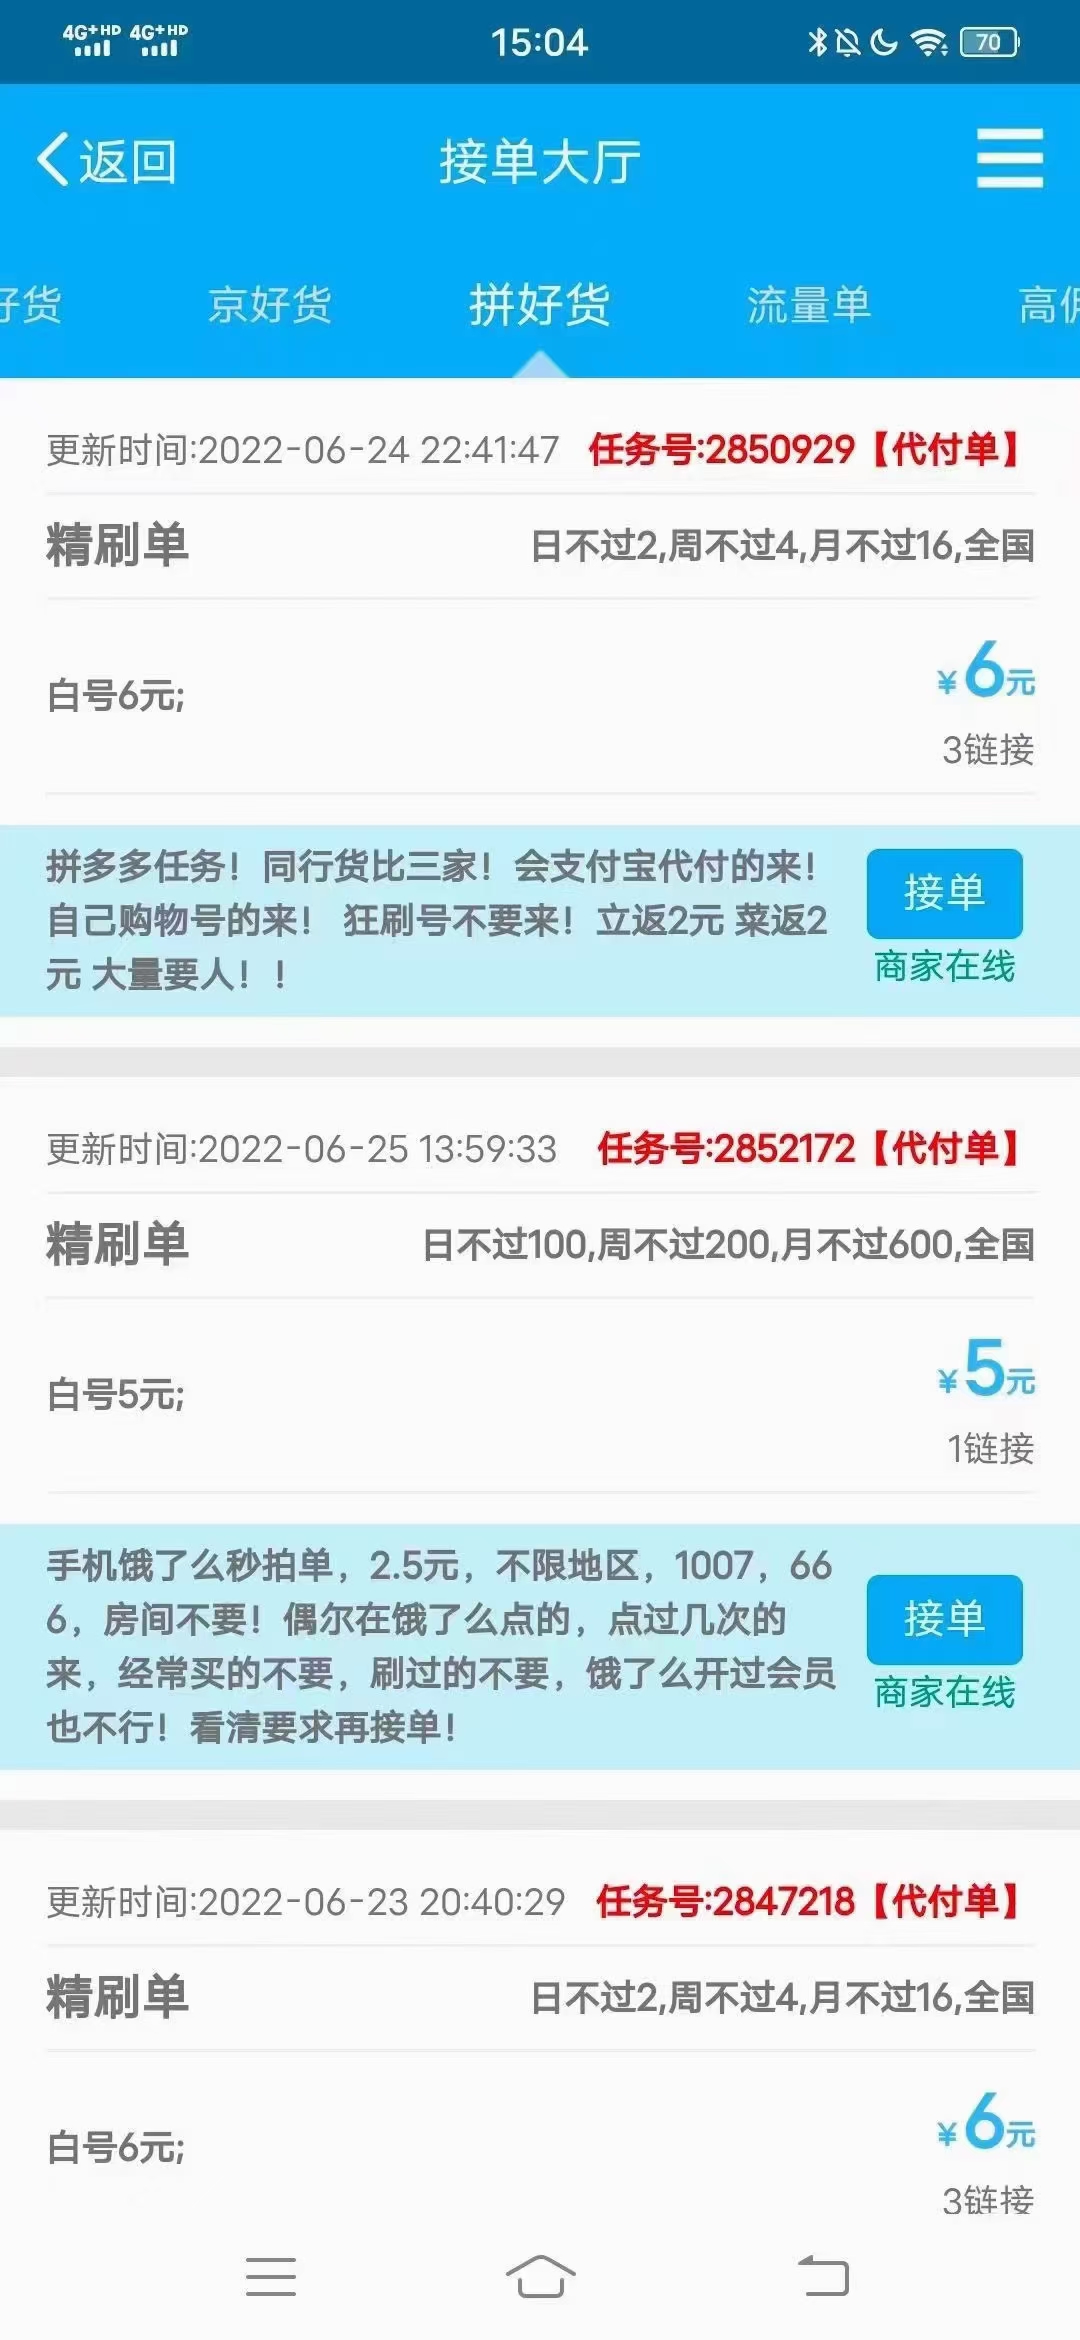 4G+HD 4G+HD 15:04 70
返回 接单大厅
好货 京好货 拼好货 流量单 高佣
更新时间:2022-06-24 22:41:47 任务号:2850929【代付单】
精刷单 日不过2,周不过4,月不过16,全国
¥6元
白号6元;
3链接
拼多多任务！同行货比三家！会支付宝代付的来！
自己购物号的来！ 狂刷号不要来！立返2元 菜返2
元 大量要人！！
接单
商家在线
更新时间:2022-06-25 13:59:33 任务号:2852172【代付单】
精刷单 日不过100,周不过200,月不过600,全国
¥5元
白号5元;
1链接
手机饿了么秒拍单，2.5元，不限地区，1007，66
6，房间不要！偶尔在饿了么点的，点过几次的
来，经常买的不要，刷过的不要，饿了么开过会员
也不行！看清要求再接单！
接单
商家在线
更新时间:2022-06-23 20:40:29 任务号:2847218【代付单】
精刷单 日不过2,周不过4,月不过16,全国
¥6元
白号6元;
3链接